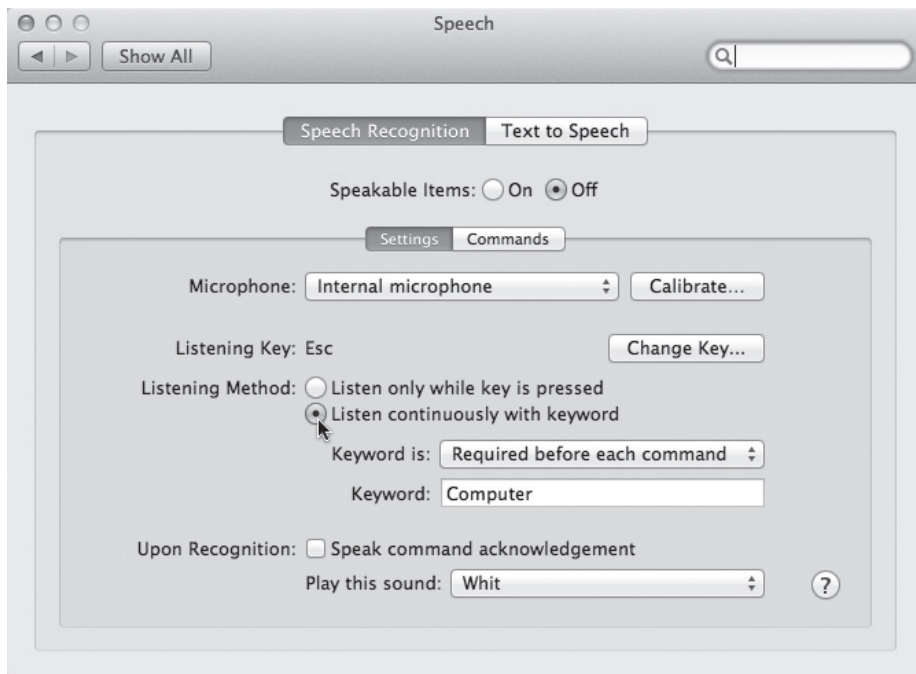 Speech
Show All
Speech Recognition Text to Speech
Speakable Items: On Off
Settings Commands
Microphone: Internal microphone Calibrate...
Listening Key: Esc Change Key...
Listening Method: Listen only while key is pressed
Listen continuously with keyword
Keyword is: Required before each command
Keyword: Computer
Upon Recognition: Speak command acknowledgement
Play this sound: Whit ?